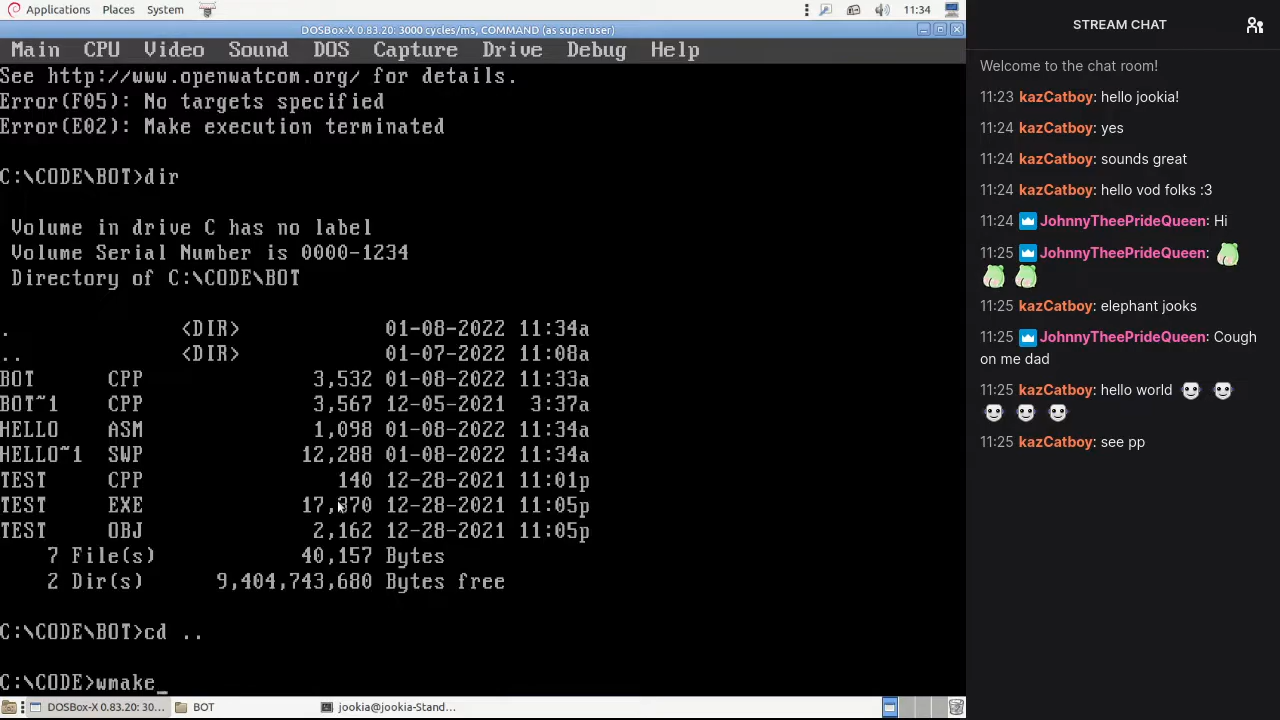 Applications Places System 11:34
DOSBox-X 0.83.20: 3000 cycles/ms, COMMAND (as superuser)
Main CPU Video Sound DOS Capture Drive Debug Help
See http://www.openwatcom.org/ for details.
Error(F05): No targets specified
Error(E02): Make execution terminated
C:\CODE\BOT>dir
Volume in drive C has no label
Volume Serial Number is 0000-1234
Directory of C:\CODE\BOT
. <DIR> 01-08-2022 11:34a
.. <DIR> 01-07-2022 11:08a
BOT CPP 3,532 01-08-2022 11:33a
BOT~1 CPP 3,567 12-05-2021 3:37a
HELLO ASM 1,098 01-08-2022 11:34a
HELLO~1 SWP 12,288 01-08-2022 11:34a
TEST CPP 140 12-28-2021 11:01p
TEST EXE 17,370 12-28-2021 11:05p
TEST OBJ 2,162 12-28-2021 11:05p
7 File(s) 40,157 Bytes
2 Dir(s) 9,404,743,680 Bytes free
C:\CODE\BOT>cd ..
C:\CODE>wmake_
DOSBox-X 0.83.20: 30... BOT jookia@jookia-Stand...
STREAM CHAT
Welcome to the chat room!
11:23 kazCatboy: hello jookia!
11:24 kazCatboy: yes
11:24 kazCatboy: sounds great
11:24 kazCatboy: hello vod folks :3
11:24 JohnnyTheePrideQueen: Hi
11:25 JohnnyTheePrideQueen:
11:25 kazCatboy: elephant jooks
11:25 JohnnyTheePrideQueen: Cough
on me dad
11:25 kazCatboy: hello world
11:25 kazCatboy: see pp